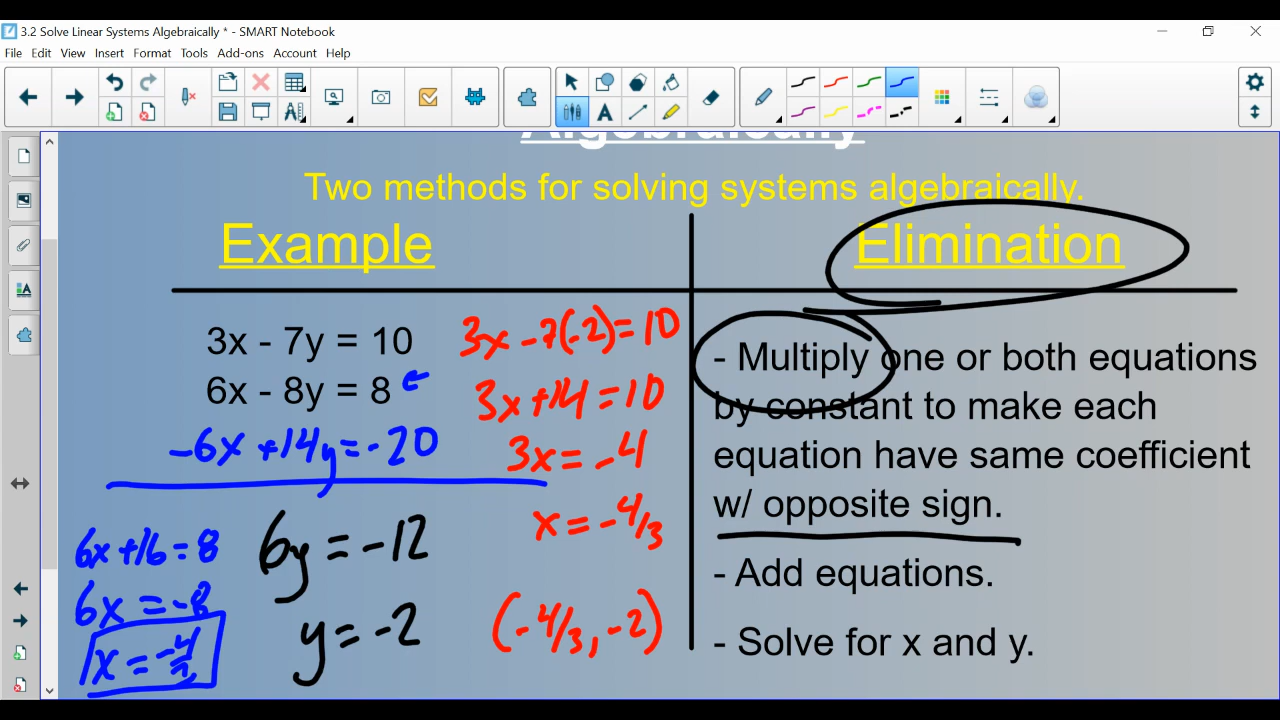 3.2 Solve Linear Systems Algebraically * - SMART Notebook
File Edit View Insert Format Tools Add-ons Account Help
Algebraically
Two methods for solving systems algebraically.
Example
Elimination
3x - 7y = 10
6x - 8y = 8 ←
-6x +14y = -20
6y = -12
y = -2
6x +16 = 8
6x = -8
3x -7(-2) = 10
3x +14 = 10
3x = -4
x = -4/3
(-4/3, -2)
- Multiply one or both equations
by constant to make each
equation have same coefficient
w/ opposite sign.
- Add equations.
- Solve for x and y.